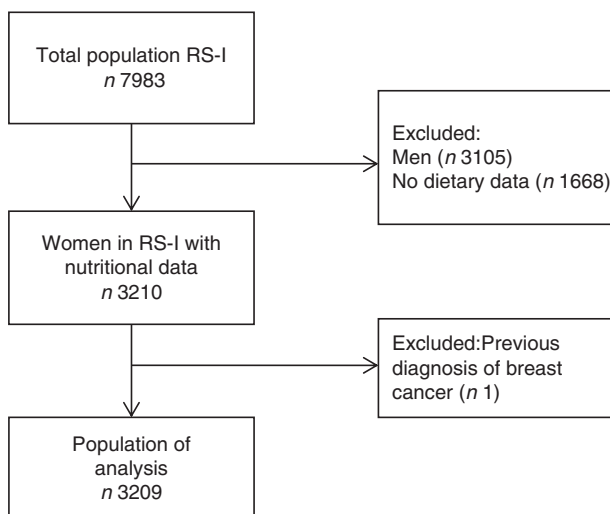 Total population RS-I
n 7983
Excluded:
Men (n 3105)
No dietary data (n 1668)
Women in RS-I with
nutritional data
n 3210
Excluded:Previous
diagnosis of breast
cancer (n 1)
Population of
analysis
n 3209